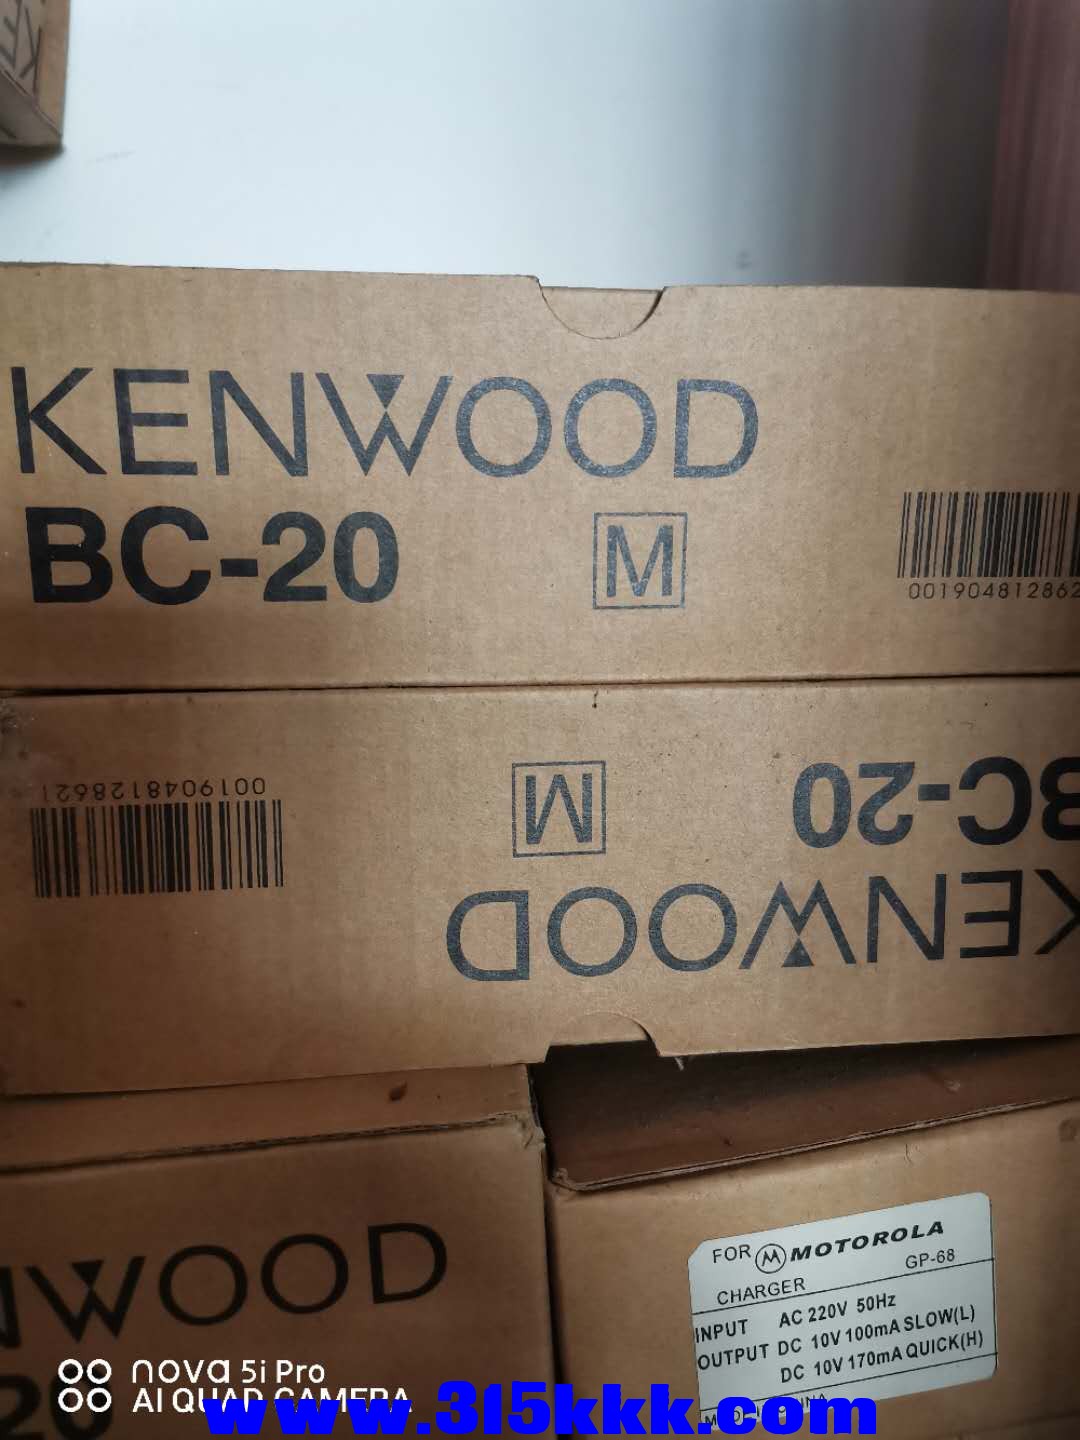 KENWOOD
BC-20
M
001904812862
001904812862
M
BC-20
KENWOOD
WOOD
20
FOR MOTOROLA
GP-68
CHARGER
INPUT AC 220V 50Hz
OUTPUT DC 10V 100mA SLOW(L)
DC 10V 170mA QUICK(H)
nova 5i Pro
AI QUAD CAMERA
www.315kkk.com